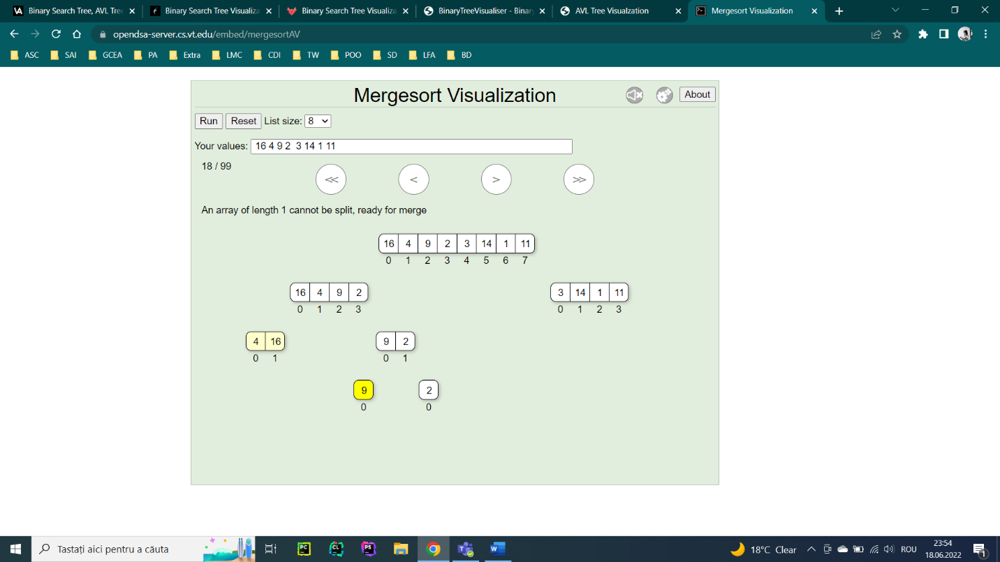 Binary Search Tree, AVL Tree
Binary Search Tree Visualiza
Binary Search Tree Visualiza
BinaryTreeVisualiser - Binar
AVL Tree Visualzation
Mergesort Visualization
opendsa-server.cs.vt.edu/embed/mergesortAV
ASC SAI GCEA PA Extra LMC CDI TW POO SD LFA BD
Mergesort Visualization
About
Run Reset List size: 8
Your values: 16 4 9 2  3 14 1 11
18 / 99
<< < > >>
An array of length 1 cannot be split, ready for merge
16 4 9 2 3 14 1 11
0 1 2 3 4 5 6 7
16 4 9 2 3 14 1 11
0 1 2 3 0 1 2 3
4 16 9 2
0 1 0 1
9 2
0 0
Tastați aici pentru a căuta
PC CL PS W
18°C Clear
ROU
23:54
18.06.2022
1